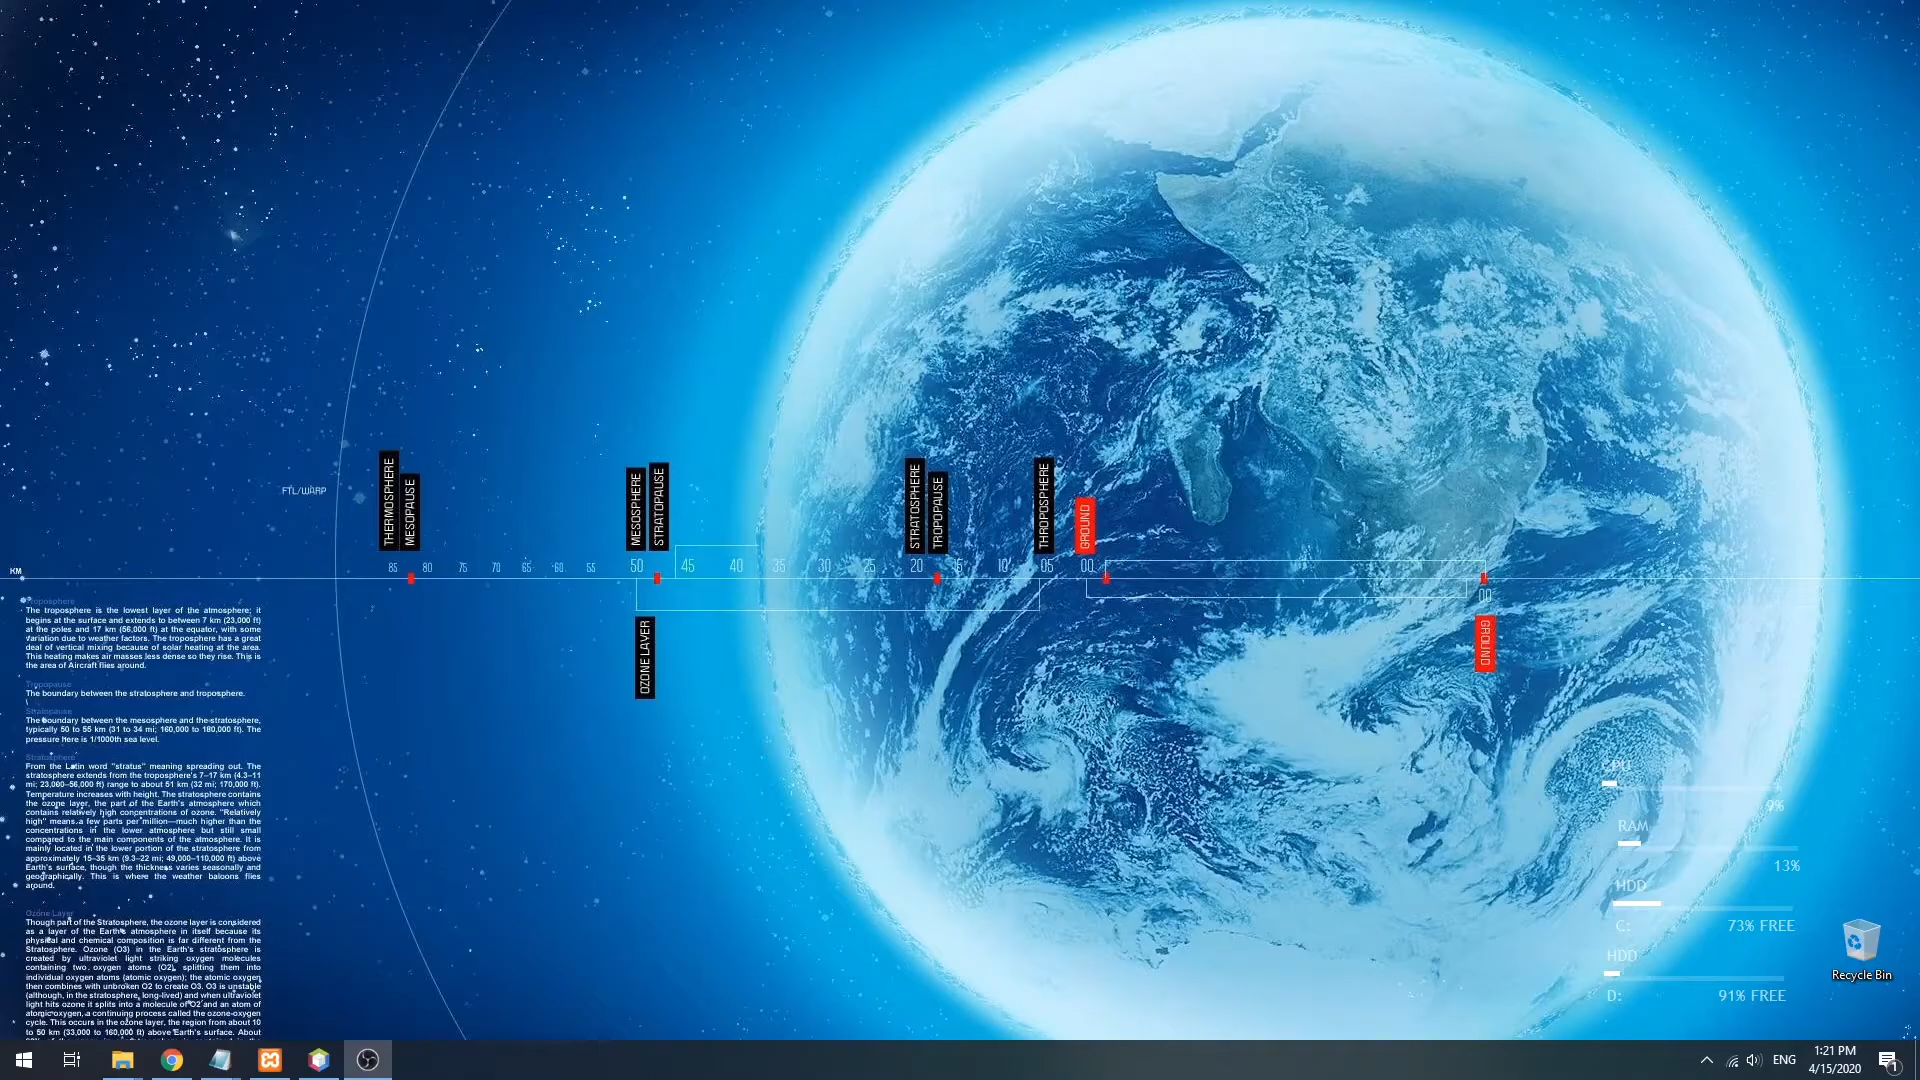 FTL/WARP
THERMOSPHERE
MESOPAUSE
MESOSPHERE
STRATOPAUSE
STRATOSPHERE
TROPOPAUSE
THROPOSPHERE
GROUND
KM
85 80 75 70 65 60 55 50 45 40 35 30 25 20 15 10 05 00
00
OZONE LAYER
GROUND
Troposphere
The troposphere is the lowest layer of the atmosphere; it
begins at the surface and extends to between 7 km (23,000 ft)
at the poles and 17 km (56,000 ft) at the equator, with some
variation due to weather factors. The troposphere has a great
deal of vertical mixing because of solar heating at the area.
This heating makes air masses less dense so they rise. This is
the area of Aircraft flies around.
Tropopause
The boundary between the stratosphere and troposphere.
Stratopause
The boundary between the mesosphere and the stratosphere,
typically 50 to 55 km (31 to 34 mi; 160,000 to 180,000 ft). The
pressure here is 1/1000th sea level.
Stratosphere
From the Latin word "stratus" meaning spreading out. The
stratosphere extends from the troposphere's 7–17 km (4.3–11
mi; 23,000–56,000 ft) range to about 51 km (32 mi; 170,000 ft).
Temperature increases with height. The stratosphere contains
the ozone layer, the part of the Earth's atmosphere which
contains relatively high concentrations of ozone. "Relatively
high" means a few parts per million—much higher than the
concentrations in the lower atmosphere but still small
compared to the main components of the atmosphere. It is
mainly located in the lower portion of the stratosphere from
approximately 15–35 km (9.3–22 mi; 49,000–110,000 ft) above
Earth's surface, though the thickness varies seasonally and
geographically. This is where the weather baloons flies
around.
Ozone Layer
Though part of the Stratosphere, the ozone layer is considered
as a layer of the Earth's atmosphere in itself because its
physical and chemical composition is far different from the
Stratosphere. Ozone (O3) in the Earth's stratosphere is
created by ultraviolet light striking oxygen molecules
containing two oxygen atoms (O2), splitting them into
individual oxygen atoms (atomic oxygen); the atomic oxygen
then combines with unbroken O2 to create O3. O3 is unstable
(although, in the stratosphere, long-lived) and when ultraviolet
light hits ozone it splits into a molecule of O2 and an atom of
atomic oxygen, a continuing process called the ozone-oxygen
cycle. This occurs in the ozone layer, the region from about 10
to 50 km (33,000 to 160,000 ft) above Earth's surface. About
CPU
9%
RAM
13%
HDD
C: 73% FREE
HDD
D: 91% FREE
Recycle Bin
ENG
1:21 PM
4/15/2020
1